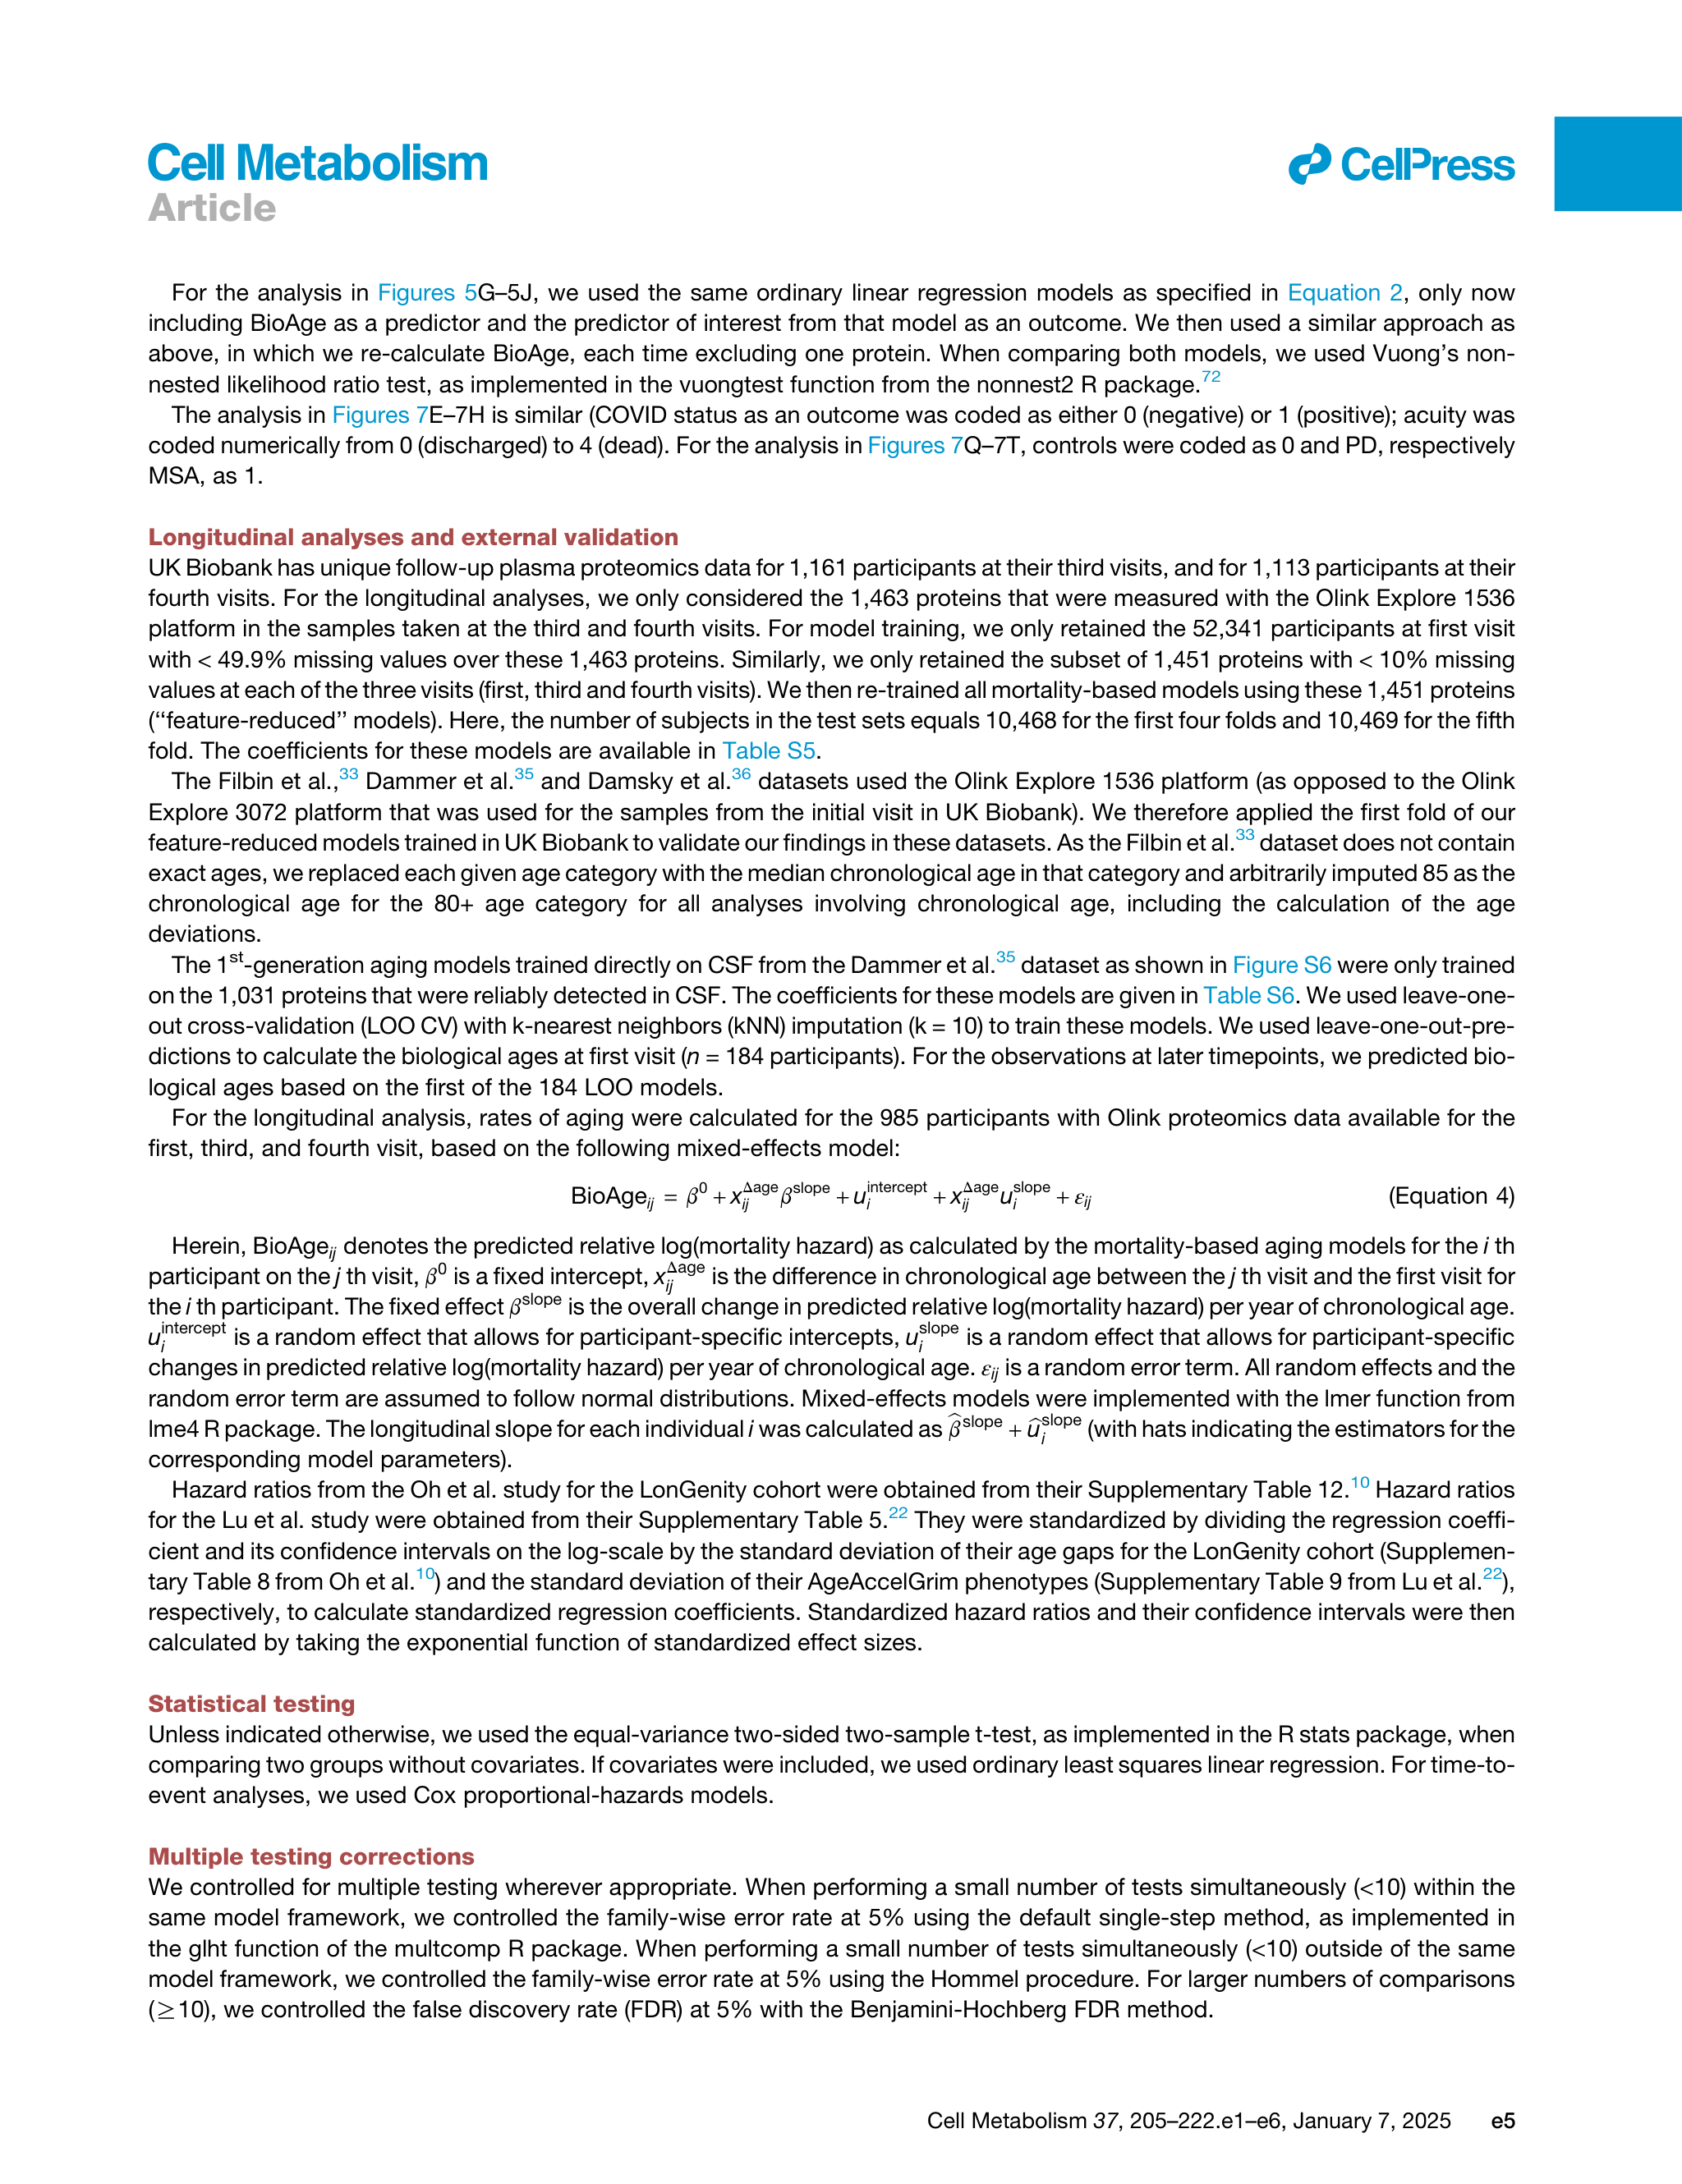 Cell Metabolism
Article
CellPress
For the analysis in Figures 5G–5J, we used the same ordinary linear regression models as specified in Equation 2, only now
including BioAge as a predictor and the predictor of interest from that model as an outcome. We then used a similar approach as
above, in which we re-calculate BioAge, each time excluding one protein. When comparing both models, we used Vuong's non-
nested likelihood ratio test, as implemented in the vuongtest function from the nonnest2 R package.72
The analysis in Figures 7E–7H is similar (COVID status as an outcome was coded as either 0 (negative) or 1 (positive); acuity was
coded numerically from 0 (discharged) to 4 (dead). For the analysis in Figures 7Q–7T, controls were coded as 0 and PD, respectively
MSA, as 1.
Longitudinal analyses and external validation
UK Biobank has unique follow-up plasma proteomics data for 1,161 participants at their third visits, and for 1,113 participants at their
fourth visits. For the longitudinal analyses, we only considered the 1,463 proteins that were measured with the Olink Explore 1536
platform in the samples taken at the third and fourth visits. For model training, we only retained the 52,341 participants at first visit
with < 49.9% missing values over these 1,463 proteins. Similarly, we only retained the subset of 1,451 proteins with < 10% missing
values at each of the three visits (first, third and fourth visits). We then re-trained all mortality-based models using these 1,451 proteins
(‘‘feature-reduced’’ models). Here, the number of subjects in the test sets equals 10,468 for the first four folds and 10,469 for the fifth
fold. The coefficients for these models are available in Table S5.
The Filbin et al.,33 Dammer et al.35 and Damsky et al.36 datasets used the Olink Explore 1536 platform (as opposed to the Olink
Explore 3072 platform that was used for the samples from the initial visit in UK Biobank). We therefore applied the first fold of our
feature-reduced models trained in UK Biobank to validate our findings in these datasets. As the Filbin et al.33 dataset does not contain
exact ages, we replaced each given age category with the median chronological age in that category and arbitrarily imputed 85 as the
chronological age for the 80+ age category for all analyses involving chronological age, including the calculation of the age
deviations.
The 1st-generation aging models trained directly on CSF from the Dammer et al.35 dataset as shown in Figure S6 were only trained
on the 1,031 proteins that were reliably detected in CSF. The coefficients for these models are given in Table S6. We used leave-one-
out cross-validation (LOO CV) with k-nearest neighbors (kNN) imputation (k = 10) to train these models. We used leave-one-out-pre-
dictions to calculate the biological ages at first visit (n = 184 participants). For the observations at later timepoints, we predicted bio-
logical ages based on the first of the 184 LOO models.
For the longitudinal analysis, rates of aging were calculated for the 985 participants with Olink proteomics data available for the
first, third, and fourth visit, based on the following mixed-effects model:
BioAge_ij = β^0 + x_ij^Δage β^slope + u_i^intercept + x_ij^Δage u_i^slope + ε_ij (Equation 4)
Herein, BioAge_ij denotes the predicted relative log(mortality hazard) as calculated by the mortality-based aging models for the i th
participant on the j th visit, β^0 is a fixed intercept, x_ij^Δage is the difference in chronological age between the j th visit and the first visit for
the i th participant. The fixed effect β^slope is the overall change in predicted relative log(mortality hazard) per year of chronological age.
u_i^intercept is a random effect that allows for participant-specific intercepts, u_i^slope is a random effect that allows for participant-specific
changes in predicted relative log(mortality hazard) per year of chronological age. ε_ij is a random error term. All random effects and the
random error term are assumed to follow normal distributions. Mixed-effects models were implemented with the lmer function from
lme4 R package. The longitudinal slope for each individual i was calculated as β̂^slope + û_i^slope (with hats indicating the estimators for the
corresponding model parameters).
Hazard ratios from the Oh et al. study for the LonGenity cohort were obtained from their Supplementary Table 12.10 Hazard ratios
for the Lu et al. study were obtained from their Supplementary Table 5.22 They were standardized by dividing the regression coeffi-
cient and its confidence intervals on the log-scale by the standard deviation of their age gaps for the LonGenity cohort (Supplemen-
tary Table 8 from Oh et al.10) and the standard deviation of their AgeAccelGrim phenotypes (Supplementary Table 9 from Lu et al.22),
respectively, to calculate standardized regression coefficients. Standardized hazard ratios and their confidence intervals were then
calculated by taking the exponential function of standardized effect sizes.
Statistical testing
Unless indicated otherwise, we used the equal-variance two-sided two-sample t-test, as implemented in the R stats package, when
comparing two groups without covariates. If covariates were included, we used ordinary least squares linear regression. For time-to-
event analyses, we used Cox proportional-hazards models.
Multiple testing corrections
We controlled for multiple testing wherever appropriate. When performing a small number of tests simultaneously (<10) within the
same model framework, we controlled the family-wise error rate at 5% using the default single-step method, as implemented in
the glht function of the multcomp R package. When performing a small number of tests simultaneously (<10) outside of the same
model framework, we controlled the family-wise error rate at 5% using the Hommel procedure. For larger numbers of comparisons
(≥10), we controlled the false discovery rate (FDR) at 5% with the Benjamini-Hochberg FDR method.
Cell Metabolism 37, 205–222.e1–e6, January 7, 2025 e5